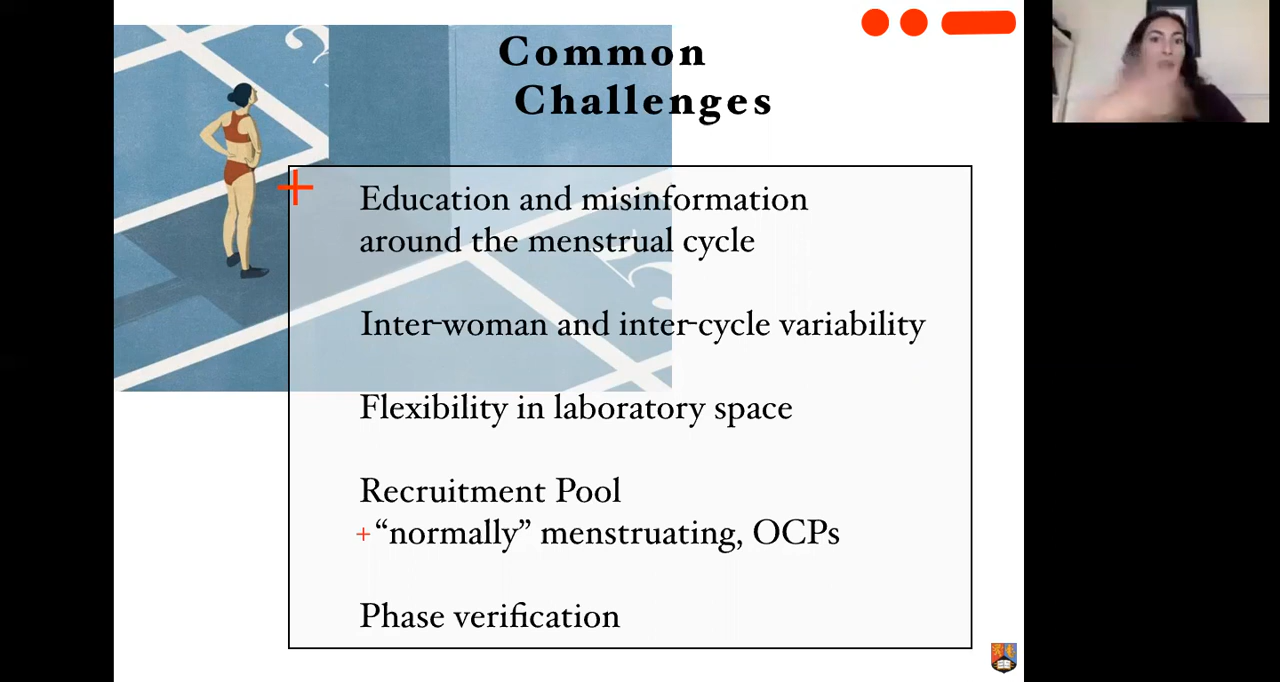 Common
Challenges
Education and misinformation
around the menstrual cycle
Inter-woman and inter-cycle variability
Flexibility in laboratory space
Recruitment Pool
+“normally” menstruating, OCPs
Phase verification